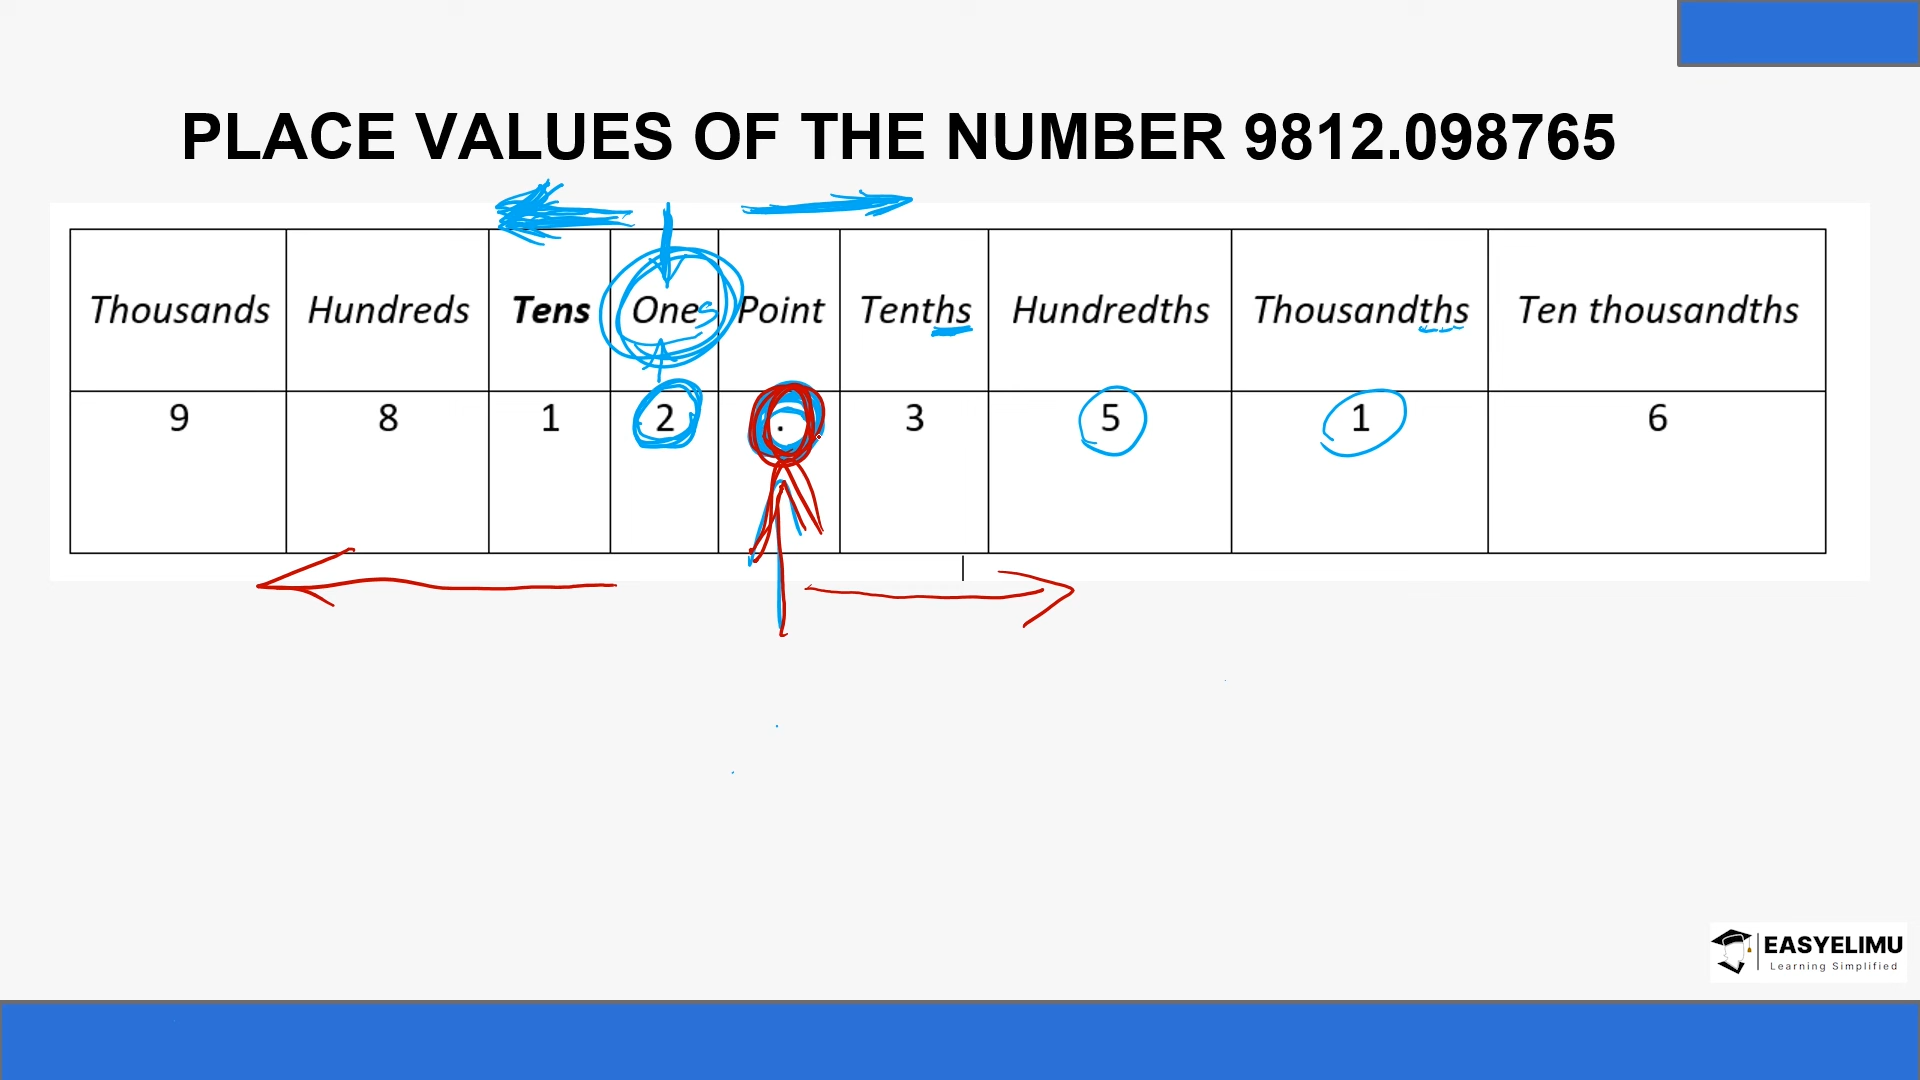 PLACE VALUES OF THE NUMBER 9812.098765
Thousands Hundreds Tens Ones Point Tenths Hundredths Thousandths Ten thousandths
9 8 1 2 . 3 5 1 6
EASYELIMU
Learning Simplified